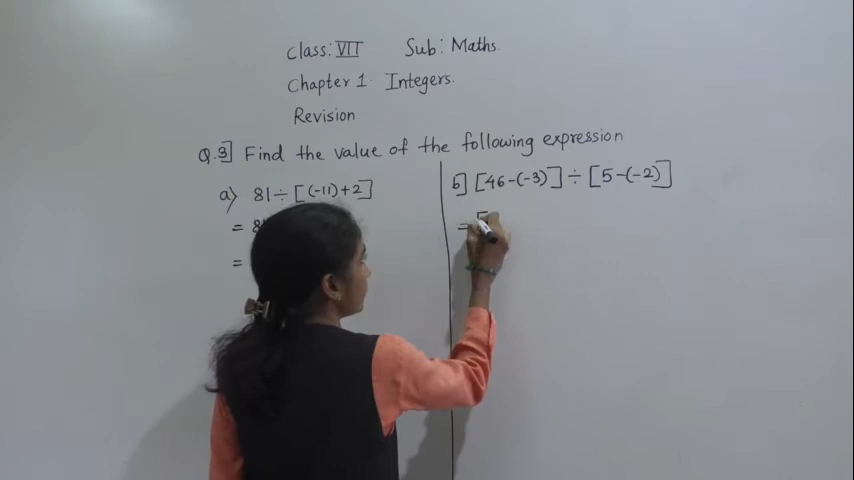 Class: VII Sub: Maths.
Chapter 1. Integers.
Revision
Q.3] Find the value of the following expression
a) 81 ÷ [(-11)+2]
= 8
=
b] [46-(-3)] ÷ [5-(-2)]
= [